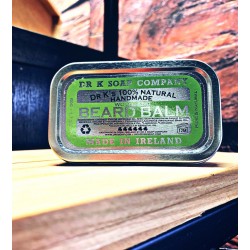 DR K SOAP COMPANY
DR K's 100% NATURAL
HANDMADE
BEARD BALM
MADE IN IRELAND